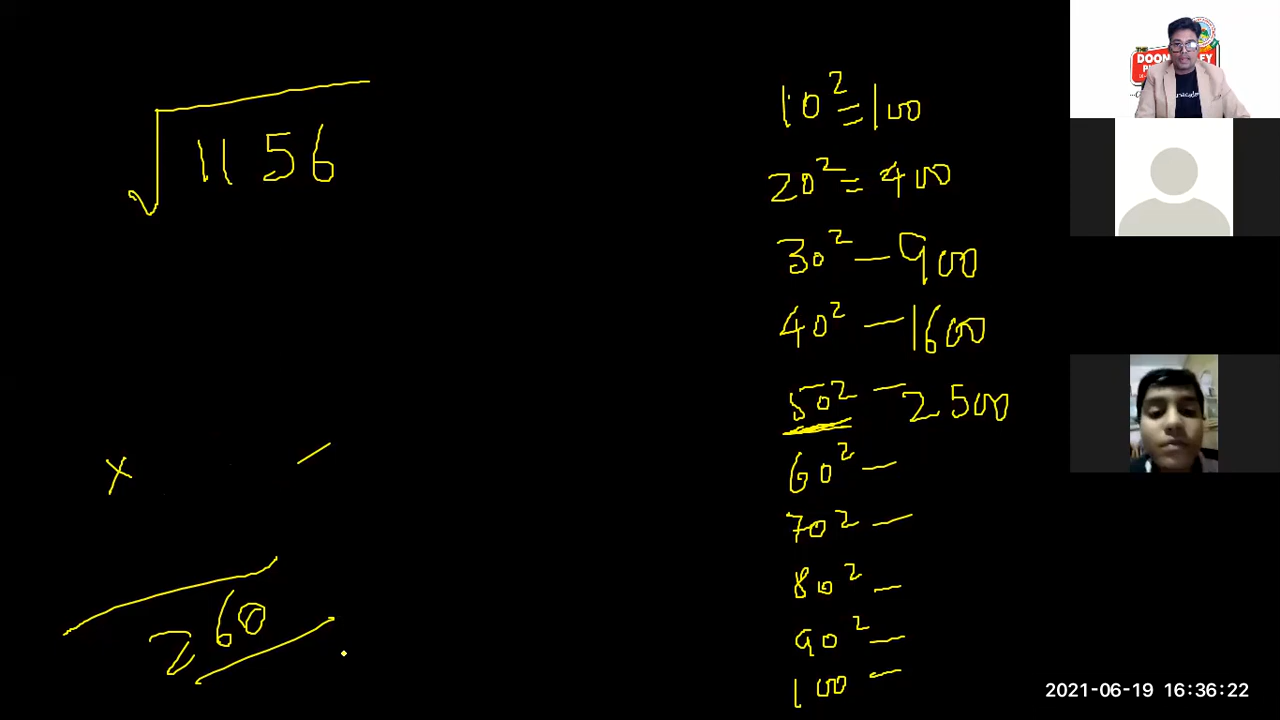 √1156
×
260
10² = 100
20² = 400
30² - 900
40² - 1600
50² - 2500
60² -
70² -
80² -
90² -
100 -
THE
2021-06-19 16:36:22